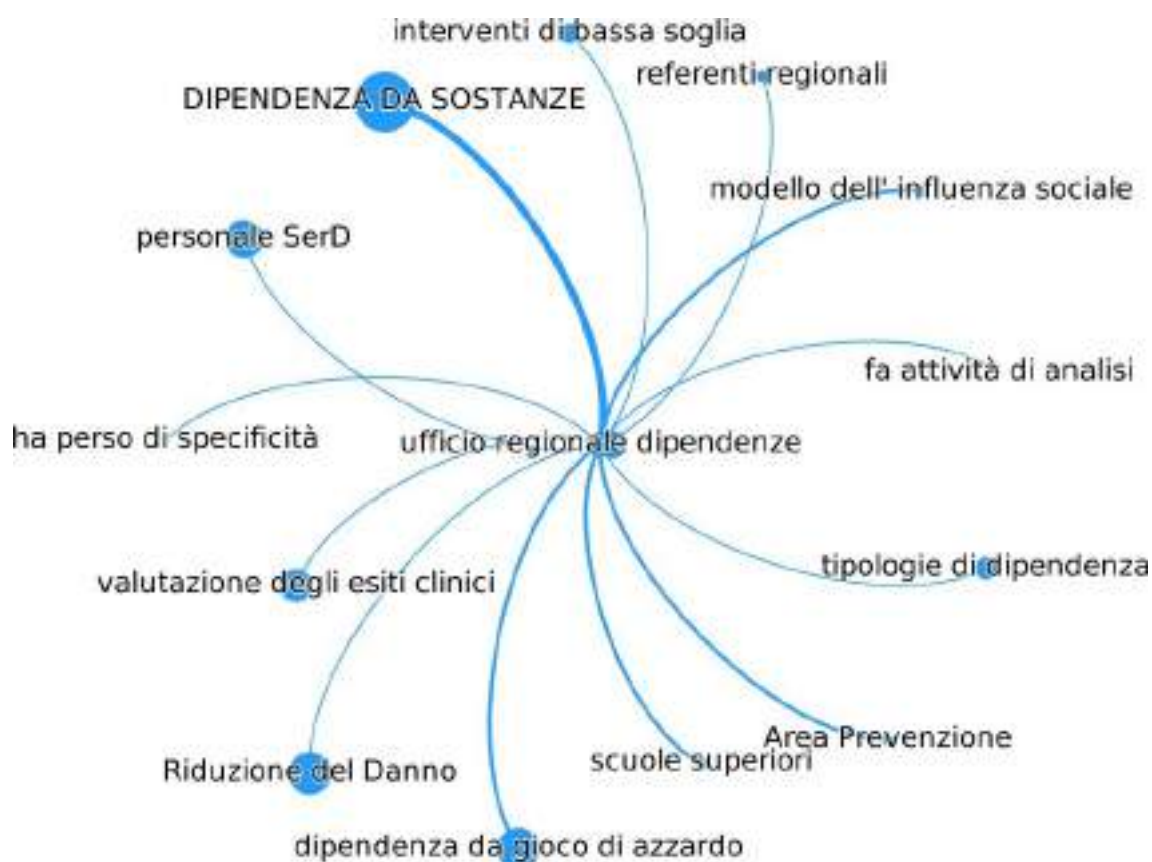 interventi di bassa soglia
referenti regionali
DIPENDENZA DA SOSTANZE
modello dell' influenza sociale
personale SerD
fa attività di analisi
ha perso di specificità
ufficio regionale dipendenze
tipologie di dipendenza
valutazione degli esiti clinici
Area Prevenzione
scuole superiori
Riduzione del Danno
dipendenza da gioco di azzardo